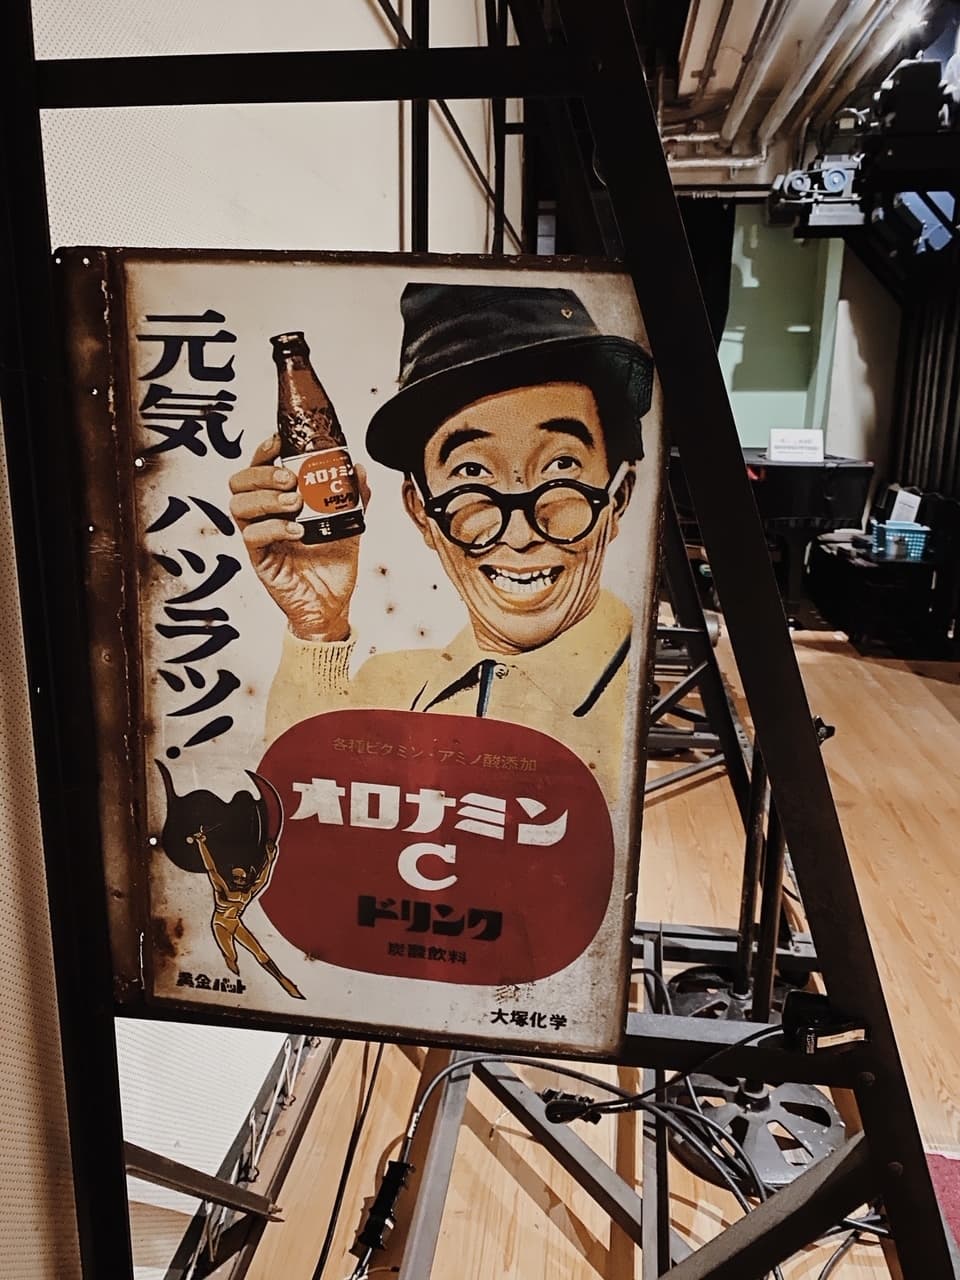 元気 ハツラツ!
オロナミン
C
ドリンク
各種ビタミン・アミノ酸添加
オロナミン
C
ドリンク
炭酸飲料
黄金バット
大塚化学